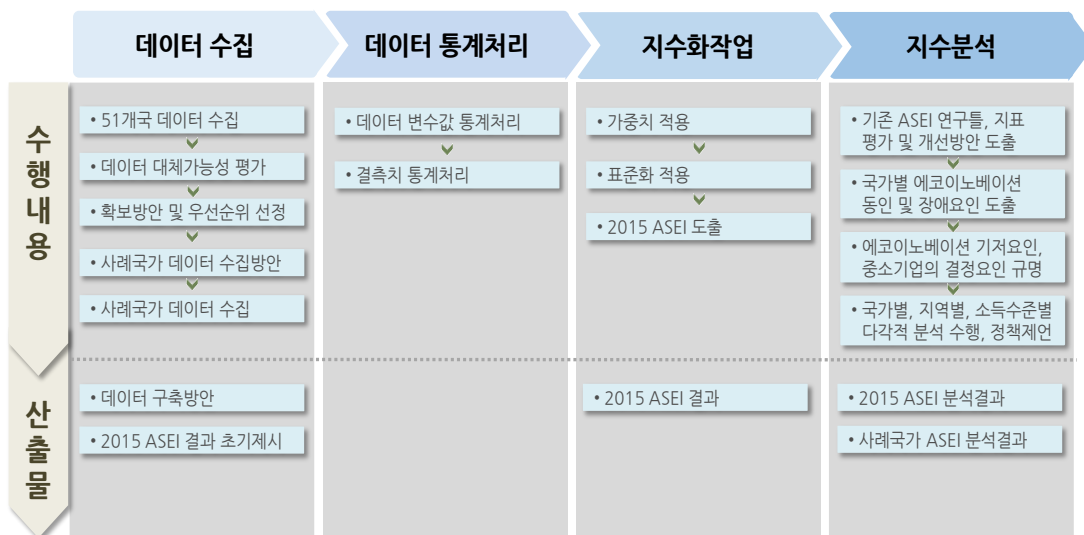 데이터 수집
데이터 통계처리
지수화작업
지수분석
수행내용
• 51개국 데이터 수집
• 데이터 대체가능성 평가
• 확보방안 및 우선순위 선정
• 사례국가 데이터 수집방안
• 사례국가 데이터 수집
• 데이터 변수값 통계처리
• 결측치 통계처리
• 가중치 적용
• 표준화 적용
• 2015 ASEI 도출
• 기존 ASEI 연구틀, 지표
평가 및 개선방안 도출
• 국가별 에코이노베이션
동인 및 장애요인 도출
• 에코이노베이션 기저요인,
중소기업의 결정요인 규명
• 국가별, 지역별, 소득수준별
다각적 분석 수행, 정책제언
산출물
• 데이터 구축방안
• 2015 ASEI 결과 초기제시
• 2015 ASEI 결과
• 2015 ASEI 분석결과
• 사례국가 ASEI 분석결과